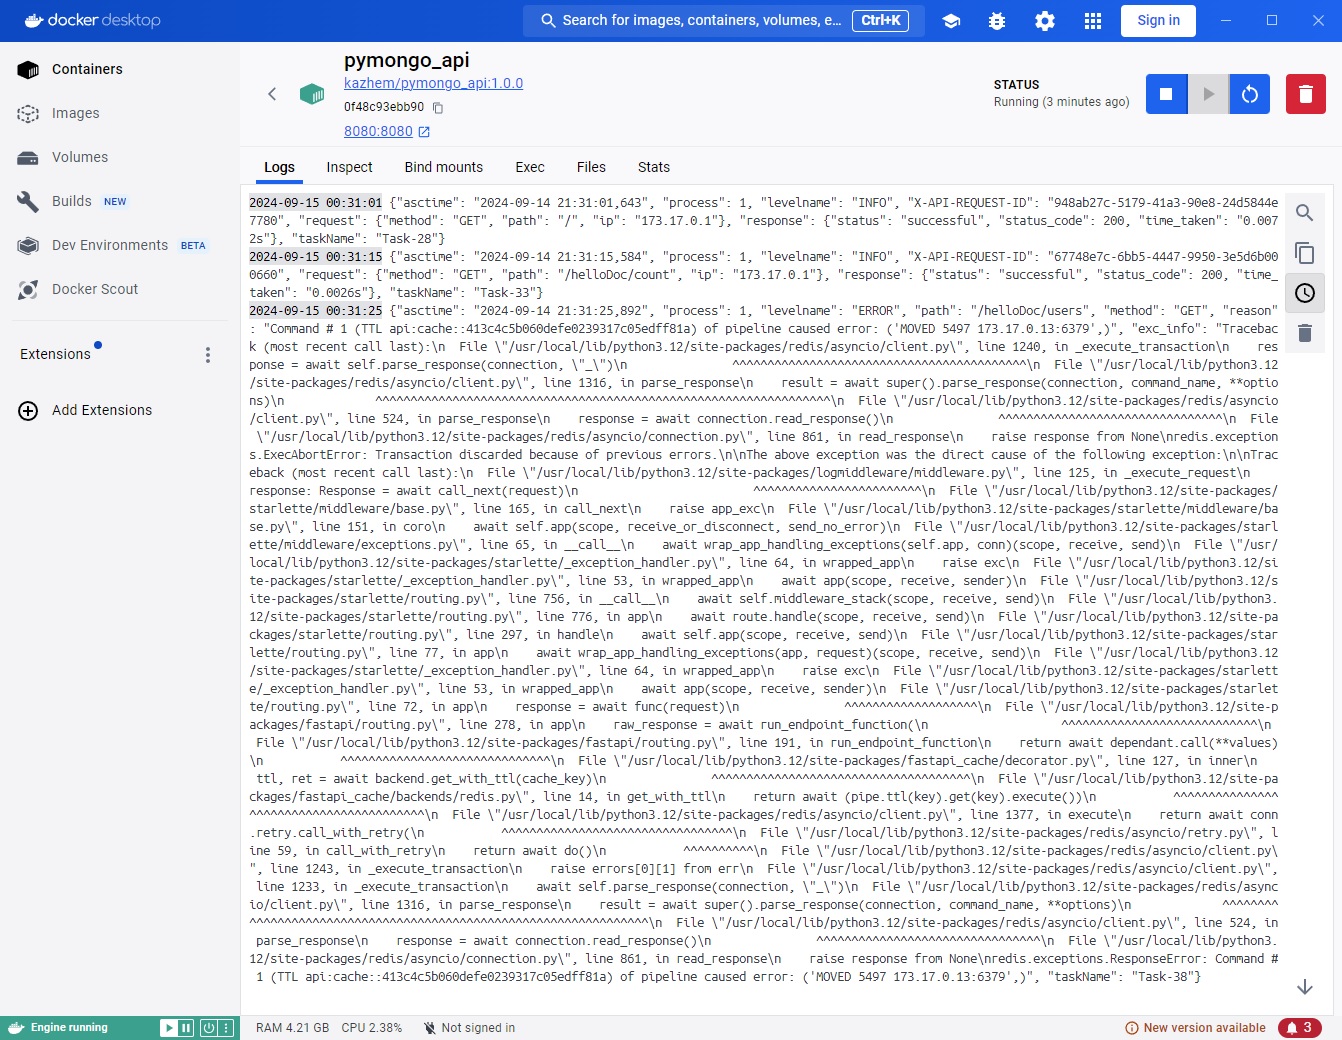 docker desktop
Search for images, containers, volumes, e... Ctrl+K
Sign in
Containers
Images
Volumes
Builds NEW
Dev Environments BETA
Docker Scout
Extensions
Add Extensions
pymongo_api
kazhem/pymongo_api:1.0.0
0f48c93ebb90
8080:8080
STATUS
Running (3 minutes ago)
Logs Inspect Bind mounts Exec Files Stats
2024-09-15 00:31:01 {"asctime": "2024-09-14 21:31:01,643", "process": 1, "levelname": "INFO", "X-API-REQUEST-ID": "948ab27c-5179-41a3-90e8-24d5844e
7780", "request": {"method": "GET", "path": "/", "ip": "173.17.0.1"}, "response": {"status": "successful", "status_code": 200, "time_taken": "0.007
2s"}, "taskName": "Task-28"}
2024-09-15 00:31:15 {"asctime": "2024-09-14 21:31:15,584", "process": 1, "levelname": "INFO", "X-API-REQUEST-ID": "67748e7c-6bb5-4447-9950-3e5d6b00
0660", "request": {"method": "GET", "path": "/helloDoc/count", "ip": "173.17.0.1"}, "response": {"status": "successful", "status_code": 200, "time_
taken": "0.0026s"}, "taskName": "Task-33"}
2024-09-15 00:31:25 {"asctime": "2024-09-14 21:31:25,892", "process": 1, "levelname": "ERROR", "path": "/helloDoc/users", "method": "GET", "reason"
: "Command # 1 (TTL api:cache::413c4c5b060defe0239317c05edff81a) of pipeline caused error: ('MOVED 5497 173.17.0.13:6379',)", "exc_info": "Tracebac
k (most recent call last):\n  File \"/usr/local/lib/python3.12/site-packages/redis/asyncio/client.py\", line 1240, in _execute_transaction\n    res
ponse = await self.parse_response(connection, \"_\")\n               ^^^^^^^^^^^^^^^^^^^^^^^^^^^^^^^^^^^^^^^^^^\n  File \"/usr/local/lib/python3.12
/site-packages/redis/asyncio/client.py\", line 1316, in parse_response\n    result = await super().parse_response(connection, command_name, **optio
ns)\n             ^^^^^^^^^^^^^^^^^^^^^^^^^^^^^^^^^^^^^^^^^^^^^^^^^^^^^^^^^^^^^^^^^\n  File \"/usr/local/lib/python3.12/site-packages/redis/asyncio
/client.py\", line 524, in parse_response\n    response = await connection.read_response()\n               ^^^^^^^^^^^^^^^^^^^^^^^^^^^^^^^^\n  File
\"/usr/local/lib/python3.12/site-packages/redis/asyncio/connection.py\", line 861, in read_response\n    raise response from None\nredis.exception
s.ExecAbortError: Transaction discarded because of previous errors.\n\nThe above exception was the direct cause of the following exception:\n\nTrac
eback (most recent call last):\n  File \"/usr/local/lib/python3.12/site-packages/logmiddleware/middleware.py\", line 125, in _execute_request\n
response: Response = await call_next(request)\n                         ^^^^^^^^^^^^^^^^^^^^^^^^\n  File \"/usr/local/lib/python3.12/site-packages/
starlette/middleware/base.py\", line 165, in call_next\n    raise app_exc\n  File \"/usr/local/lib/python3.12/site-packages/starlette/middleware/ba
se.py\", line 151, in coro\n    await self.app(scope, receive_or_disconnect, send_no_error)\n  File \"/usr/local/lib/python3.12/site-packages/starl
ette/middleware/exceptions.py\", line 65, in __call__\n    await wrap_app_handling_exceptions(self.app, conn)(scope, receive, send)\n  File \"/usr/
local/lib/python3.12/site-packages/starlette/_exception_handler.py\", line 64, in wrapped_app\n    raise exc\n  File \"/usr/local/lib/python3.12/si
te-packages/starlette/_exception_handler.py\", line 53, in wrapped_app\n    await app(scope, receive, sender)\n  File \"/usr/local/lib/python3.12/s
ite-packages/starlette/routing.py\", line 756, in __call__\n    await self.middleware_stack(scope, receive, send)\n  File \"/usr/local/lib/python3.
12/site-packages/starlette/routing.py\", line 776, in app\n    await route.handle(scope, receive, send)\n  File \"/usr/local/lib/python3.12/site-pa
ckages/starlette/routing.py\", line 297, in handle\n    await self.app(scope, receive, send)\n  File \"/usr/local/lib/python3.12/site-packages/star
lette/routing.py\", line 77, in app\n    await wrap_app_handling_exceptions(app, request)(scope, receive, send)\n  File \"/usr/local/lib/python3.12
/site-packages/starlette/_exception_handler.py\", line 64, in wrapped_app\n    raise exc\n  File \"/usr/local/lib/python3.12/site-packages/starlett
e/_exception_handler.py\", line 53, in wrapped_app\n    await app(scope, receive, sender)\n  File \"/usr/local/lib/python3.12/site-packages/starlet
te/routing.py\", line 72, in app\n    response = await func(request)\n               ^^^^^^^^^^^^^^^^^^^\n  File \"/usr/local/lib/python3.12/site-p
ackages/fastapi/routing.py\", line 278, in app\n    raw_response = await run_endpoint_function(\n                   ^^^^^^^^^^^^^^^^^^^^^^^^^^^^\n
File \"/usr/local/lib/python3.12/site-packages/fastapi/routing.py\", line 191, in run_endpoint_function\n    return await dependant.call(**values)
\n           ^^^^^^^^^^^^^^^^^^^^^^^^^^^^^^\n  File \"/usr/local/lib/python3.12/site-packages/fastapi_cache/decorator.py\", line 127, in inner\n
ttl, ret = await backend.get_with_ttl(cache_key)\n               ^^^^^^^^^^^^^^^^^^^^^^^^^^^^^^^^^^^^^\n  File \"/usr/local/lib/python3.12/site-pa
ckages/fastapi_cache/backends/redis.py\", line 14, in get_with_ttl\n    return await (pipe.ttl(key).get(key).execute())\n           ^^^^^^^^^^^^^^^
^^^^^^^^^^^^^^^^^^^^^^^^^\n  File \"/usr/local/lib/python3.12/site-packages/redis/asyncio/client.py\", line 1377, in execute\n    return await conn
.retry.call_with_retry(\n           ^^^^^^^^^^^^^^^^^^^^^^^^^^^^^^^^^\n  File \"/usr/local/lib/python3.12/site-packages/redis/asyncio/retry.py\", l
ine 59, in call_with_retry\n    return await do()\n           ^^^^^^^^^^\n  File \"/usr/local/lib/python3.12/site-packages/redis/asyncio/client.py\
", line 1243, in _execute_transaction\n    raise errors[0][1] from err\n  File \"/usr/local/lib/python3.12/site-packages/redis/asyncio/client.py\",
line 1233, in _execute_transaction\n    await self.parse_response(connection, \"_\")\n  File \"/usr/local/lib/python3.12/site-packages/redis/async
io/client.py\", line 1316, in parse_response\n    result = await super().parse_response(connection, command_name, **options)\n             ^^^^^^^^
^^^^^^^^^^^^^^^^^^^^^^^^^^^^^^^^^^^^^^^^^^^^^^^^^^^^^^^^^\n  File \"/usr/local/lib/python3.12/site-packages/redis/asyncio/client.py\", line 524, in
parse_response\n    response = await connection.read_response()\n               ^^^^^^^^^^^^^^^^^^^^^^^^^^^^^^^^\n  File \"/usr/local/lib/python3.
12/site-packages/redis/asyncio/connection.py\", line 861, in read_response\n    raise response from None\nredis.exceptions.ResponseError: Command #
1 (TTL api:cache::413c4c5b060defe0239317c05edff81a) of pipeline caused error: ('MOVED 5497 173.17.0.13:6379',)", "taskName": "Task-38"}
Engine running
RAM 4.21 GB CPU 2.38% Not signed in
New version available
3